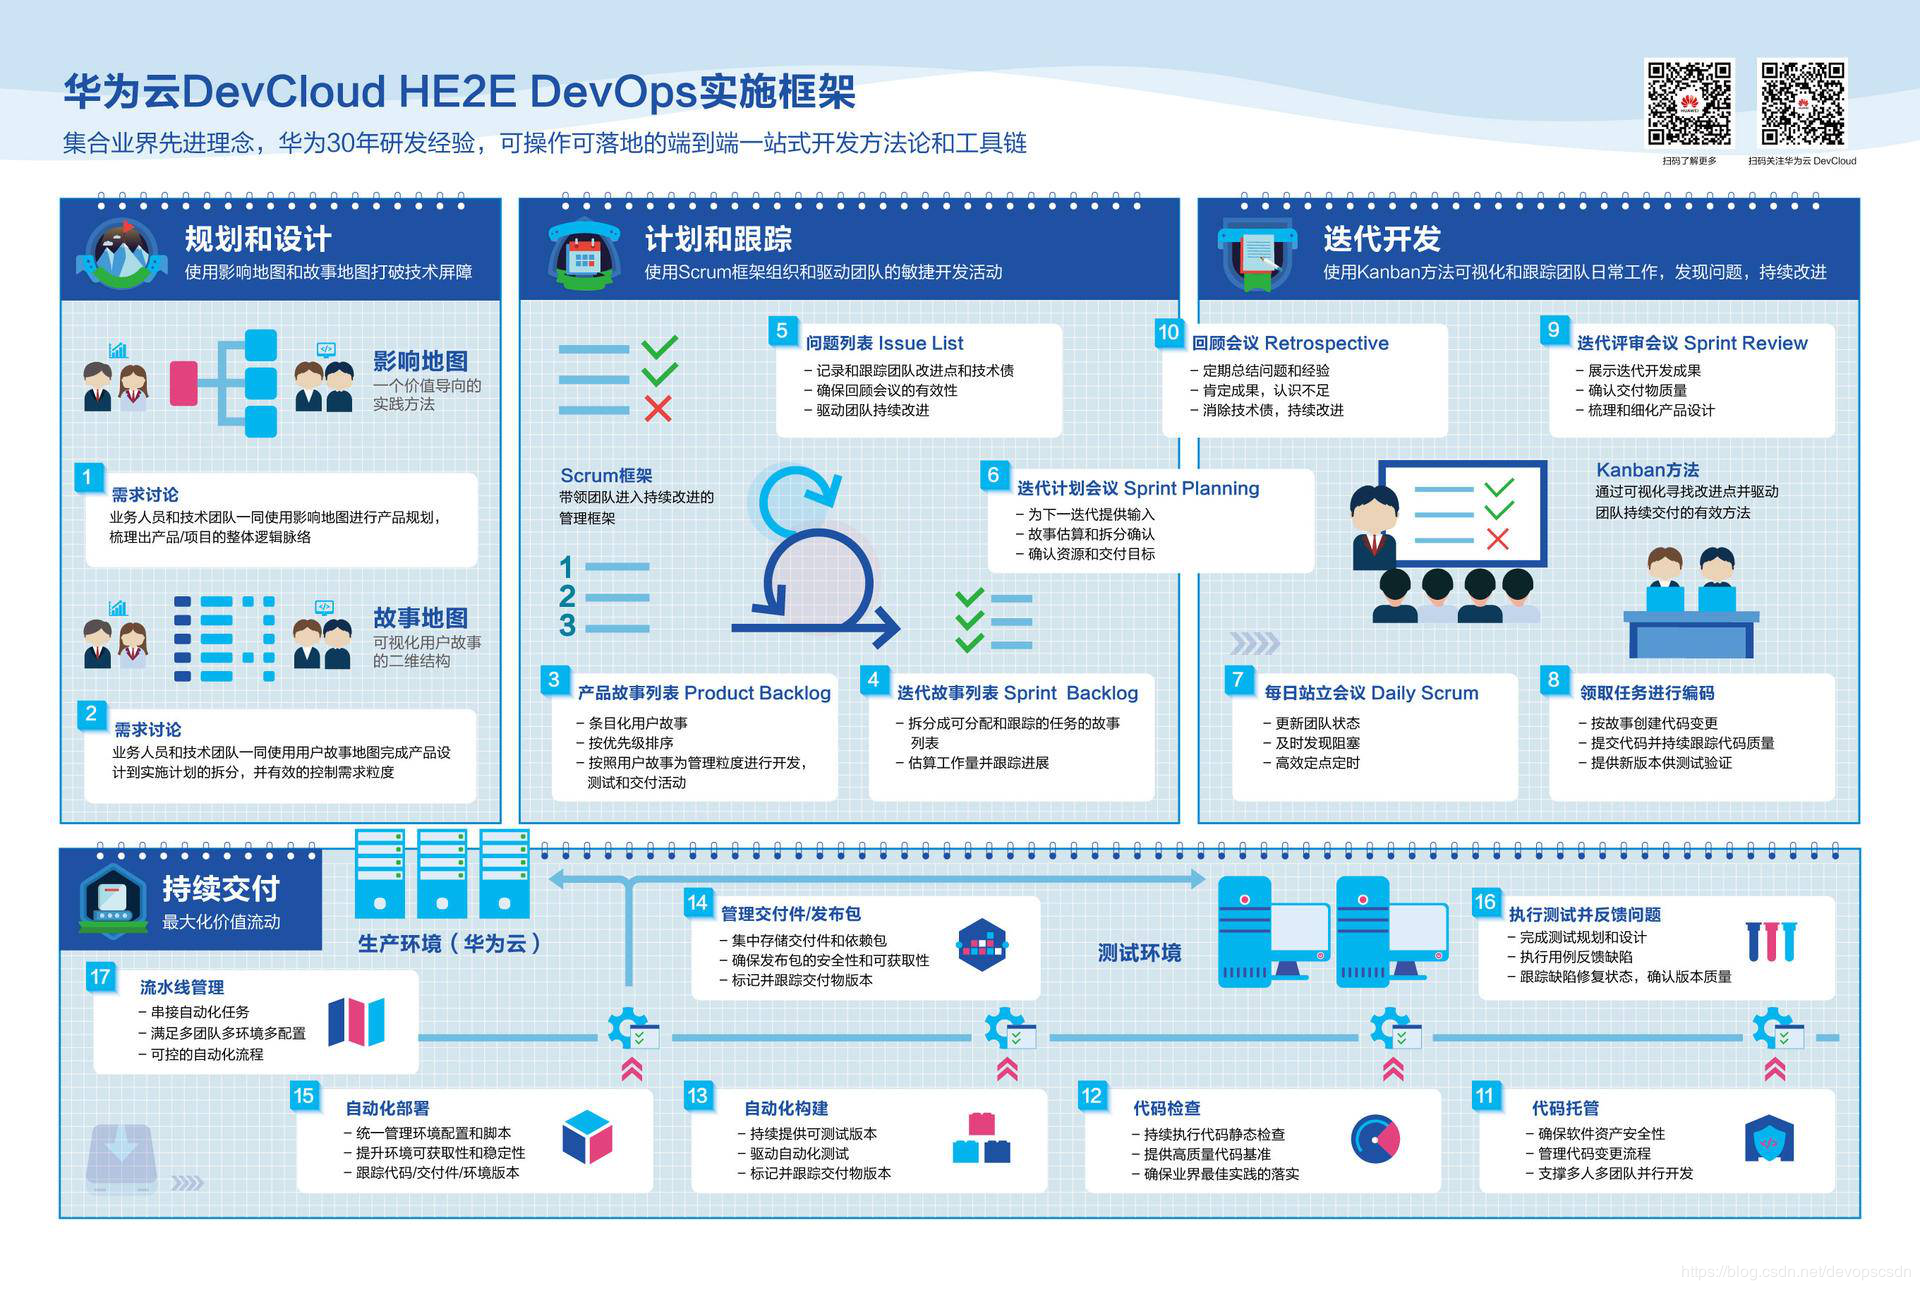 华为云DevCloud HE2E DevOps实施框架
集合业界先进理念，华为30年研发经验，可操作可落地的端到端一站式开发方法论和工具链
HUAWEI
扫码了解更多
扫码关注华为云 DevCloud
规划和设计
使用影响地图和故事地图打破技术屏障
影响地图
一个价值导向的
实践方法
1
需求讨论
业务人员和技术团队一同使用影响地图进行产品规划，
梳理出产品/项目的整体逻辑脉络
故事地图
可视化用户故事
的二维结构
2
需求讨论
业务人员和技术团队一同使用用户故事地图完成产品设
计到实施计划的拆分，并有效的控制需求粒度
计划和跟踪
使用Scrum框架组织和驱动团队的敏捷开发活动
5
问题列表 Issue List
– 记录和跟踪团队改进点和技术债
– 确保回顾会议的有效性
– 驱动团队持续改进
Scrum框架
带领团队进入持续改进的
管理框架
1
2
3
6
迭代计划会议 Sprint Planning
– 为下一迭代提供输入
– 故事估算和拆分确认
– 确认资源和交付目标
3
产品故事列表 Product Backlog
– 条目化用户故事
– 按优先级排序
– 按照用户故事为管理粒度进行开发，
测试和交付活动
4
迭代故事列表 Sprint Backlog
– 拆分成可分配和跟踪的任务的故事
列表
– 估算工作量并跟踪进展
迭代开发
使用Kanban方法可视化和跟踪团队日常工作，发现问题，持续改进
10
回顾会议 Retrospective
– 定期总结问题和经验
– 肯定成果，认识不足
– 消除技术债，持续改进
9
迭代评审会议 Sprint Review
– 展示迭代开发成果
– 确认交付物质量
– 梳理和细化产品设计
Kanban方法
通过可视化寻找改进点并驱动
团队持续交付的有效方法
7
每日站立会议 Daily Scrum
– 更新团队状态
– 及时发现阻塞
– 高效定点定时
8
领取任务进行编码
– 按故事创建代码变更
– 提交代码并持续跟踪代码质量
– 提供新版本供测试验证
持续交付
最大化价值流动
生产环境（华为云）
14
管理交付件/发布包
– 集中存储交付件和依赖包
– 确保发布包的安全性和可获取性
– 标记并跟踪交付物版本
测试环境
16
执行测试并反馈问题
– 完成测试规划和设计
– 执行用例反馈缺陷
– 跟踪缺陷修复状态，确认版本质量
17
流水线管理
– 串接自动化任务
– 满足多团队多环境多配置
– 可控的自动化流程
15
自动化部署
– 统一管理环境配置和脚本
– 提升环境可获取性和稳定性
– 跟踪代码/交付件/环境版本
13
自动化构建
– 持续提供可测试版本
– 驱动自动化测试
– 标记并跟踪交付物版本
12
代码检查
– 持续执行代码静态检查
– 提供高质量代码基准
– 确保业界最佳实践的落实
11
代码托管
– 确保软件资产安全性
– 管理代码变更流程
– 支撑多人多团队并行开发
https://blog.csdn.net/devopscsdn